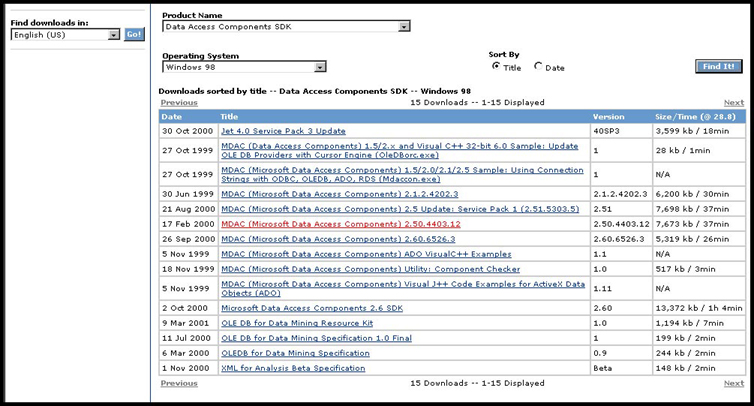 Find downloads in:
English (US)
Go!
Product Name
Data Access Components SDK
Operating System
Windows 98
Sort By
Title Date
Find It!
Downloads sorted by title -- Data Access Components SDK -- Windows 98
Previous 15 Downloads -- 1-15 Displayed Next
Date Title Version Size/Time (@ 28.8)
30 Oct 2000 Jet 4.0 Service Pack 3 Update 40SP3 3,599 kb / 18min
27 Oct 1999 MDAC (Data Access Components) 1.5/2.x and Visual C++ 32-bit 6.0 Sample: Update
OLE DB Providers with Cursor Engine (OleDBorc.exe) 1 28 kb / 1min
27 Oct 1999 MDAC (Microsoft Data Access Components) 1.5/2.0/2.1/2.5 Sample: Using Connection
Strings with ODBC, OLEDB, ADO, RDS (Mdaccon.exe) 1 N/A
30 Jun 1999 MDAC (Microsoft Data Access Components) 2.1.2.4202.3 2.1.2.4202.3 6,200 kb / 30min
21 Aug 2000 MDAC (Microsoft Data Access Components) 2.5 Update: Service Pack 1 (2.51.5303.5) 2.51 7,698 kb / 37min
17 Feb 2000 MDAC (Microsoft Data Access Components) 2.50.4403.12 2.50.4403.12 7,673 kb / 37min
26 Sep 2000 MDAC (Microsoft Data Access Components) 2.60.6526.3 2.60.6526.3 5,319 kb / 26min
5 Nov 1999 MDAC (Microsoft Data Access Components) ADO VisualC++ Examples 1.1 N/A
18 Nov 1999 MDAC (Microsoft Data Access Components) Utility: Component Checker 1.0 517 kb / 3min
5 Nov 1999 MDAC (Microsoft Data Access Components) Visual J++ Code Examples for ActiveX Data
Objects (ADO) 1.11 N/A
2 Oct 2000 Microsoft Data Access Components 2.6 SDK 2.60 13,372 kb / 1h 4min
9 Mar 2001 OLE DB for Data Mining Resource Kit 1.0 1,194 kb / 7min
11 Jul 2000 OLE DB for Data Mining Specification 1.0 Final 1 199 kb / 2min
6 Mar 2000 OLEDB for Data Mining Specification 0.9 244 kb / 2min
1 Nov 2000 XML for Analysis Beta Specification Beta 148 kb / 2min
Previous 15 Downloads -- 1-15 Displayed Next